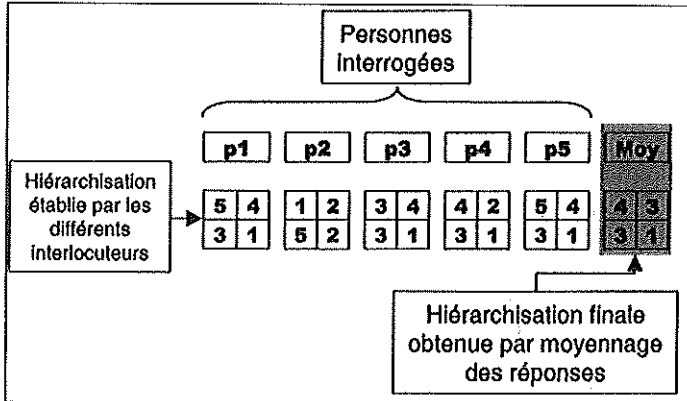 Personnes
interrogées
p1 p2 p3 p4 p5 Moy
Hiérarchisation
établie par les
différents
interlocuteurs
5 4 1 2 3 4 4 2 5 4 4 3
3 1 5 2 3 1 3 1 3 1 3 1
Hiérarchisation finale
obtenue par moyennage
des réponses